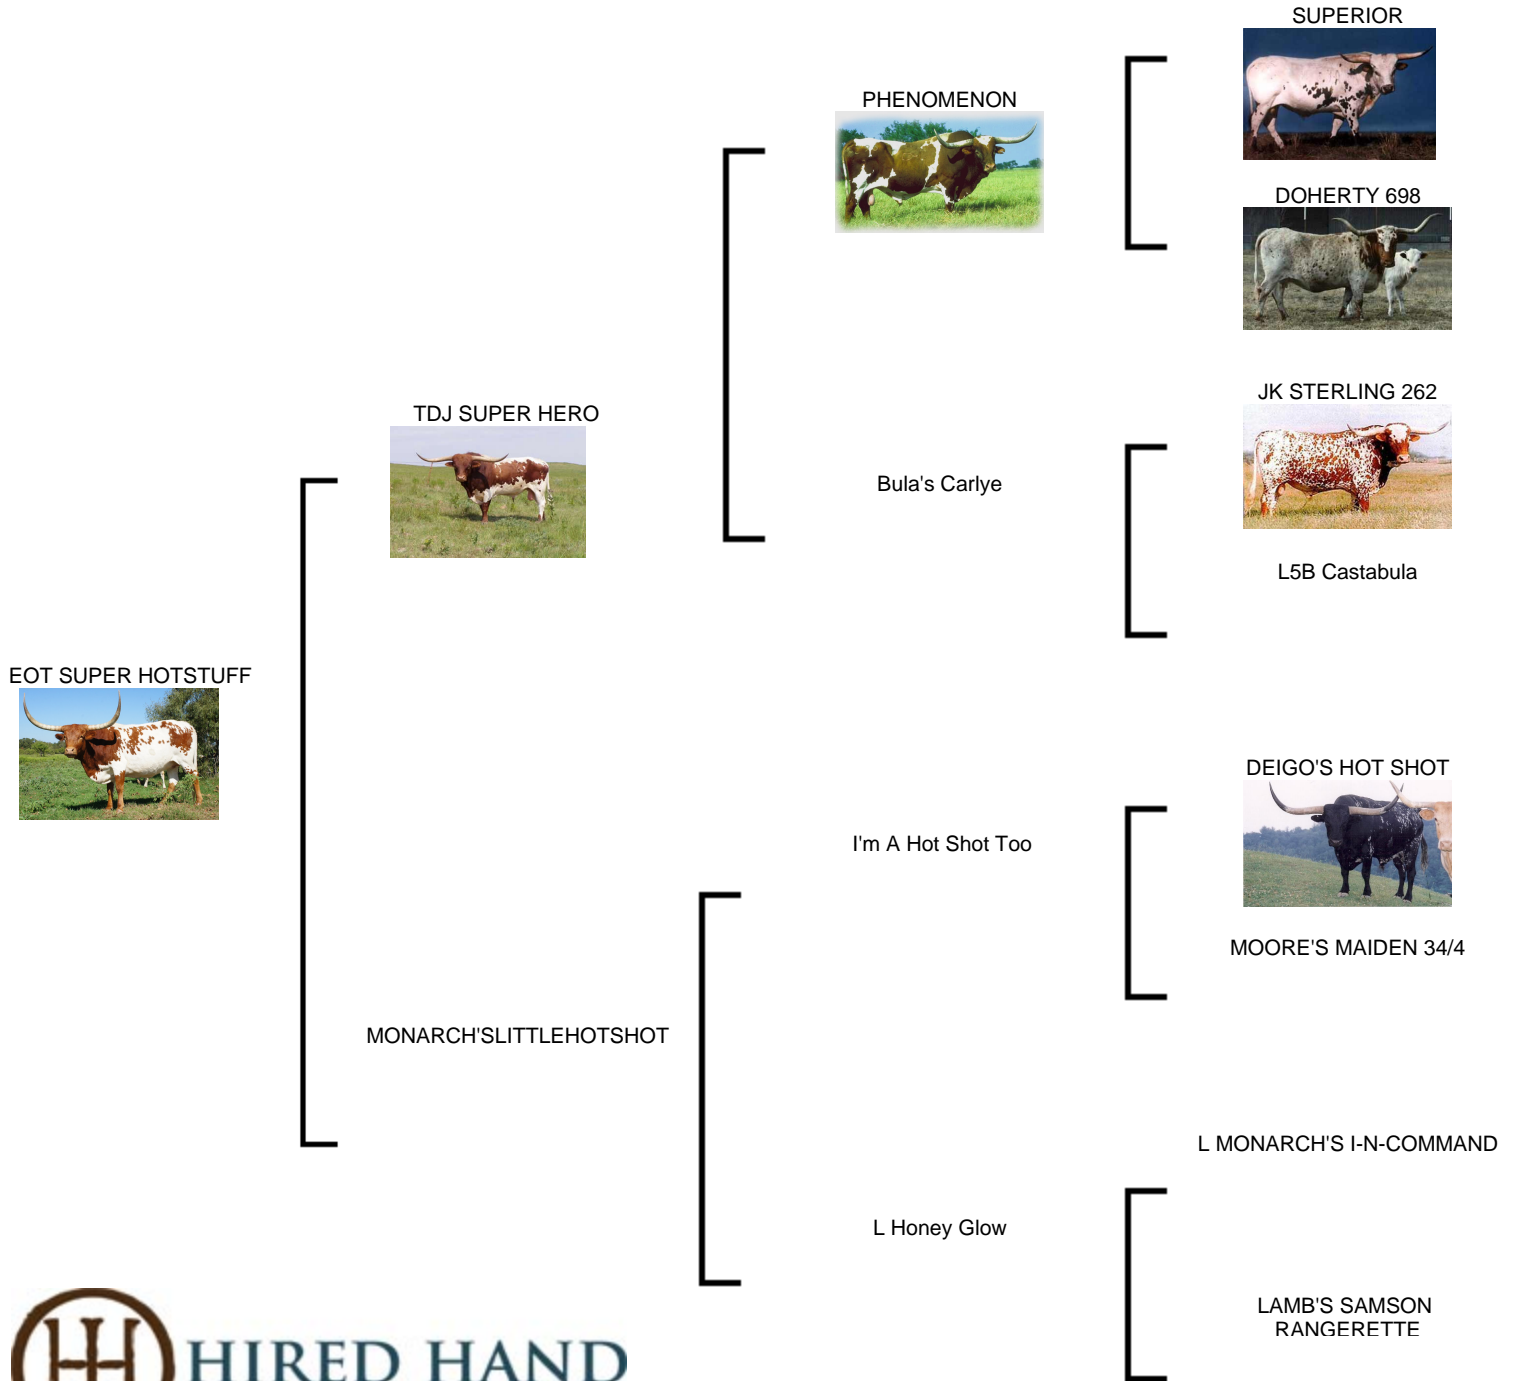 SUPERIOR
PHENOMENON
DOHERTY 698
JK STERLING 262
TDJ SUPER HERO
Bula's Carlye
L5B Castabula
EOT SUPER HOTSTUFF
DEIGO'S HOT SHOT
I'm A Hot Shot Too
MOORE'S MAIDEN 34/4
MONARCH'SLITTLEHOTSHOT
L MONARCH'S I-N-COMMAND
L Honey Glow
LAMB'S SAMSON
RANGERETTE
HIRED HAND